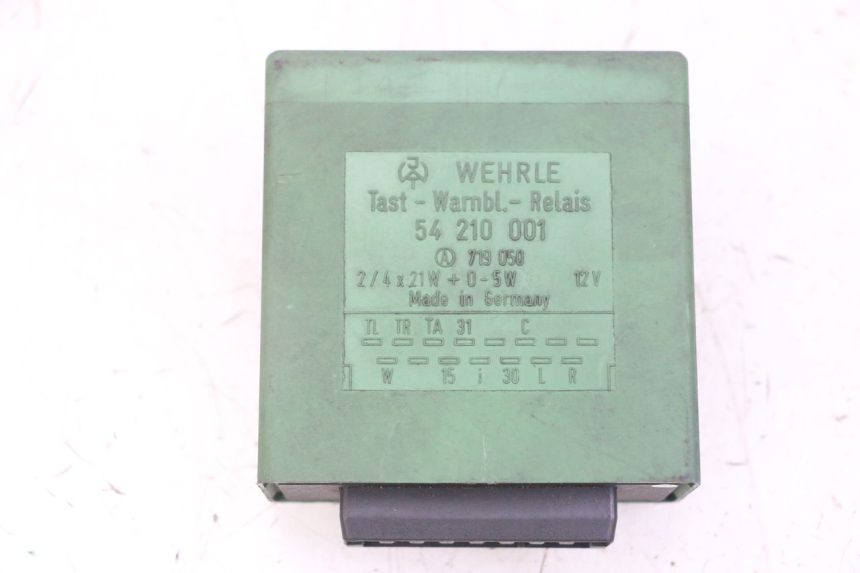 WEHRLE
Tast - Warnbl. - Relais
54 210 001
A 719 050
2/4 x 21W + 0 - 5W 12V
Made in Germany
TL TR TA 31 C
W 15 i 30 L R